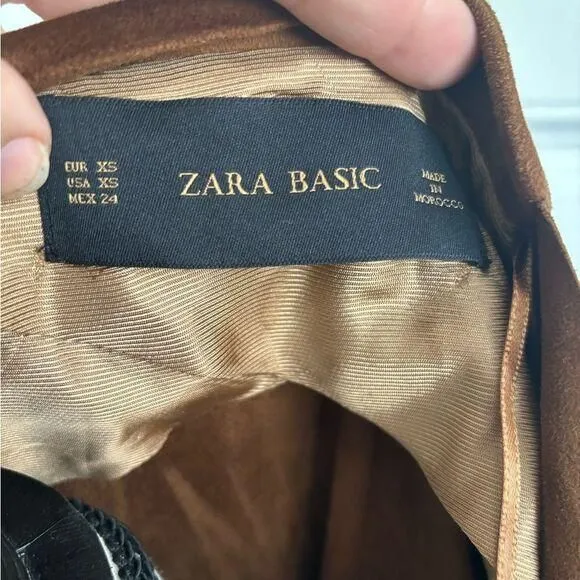 EUR XS
USA XS
MEX 24
ZARA BASIC
MADE
IN
MOROCCO